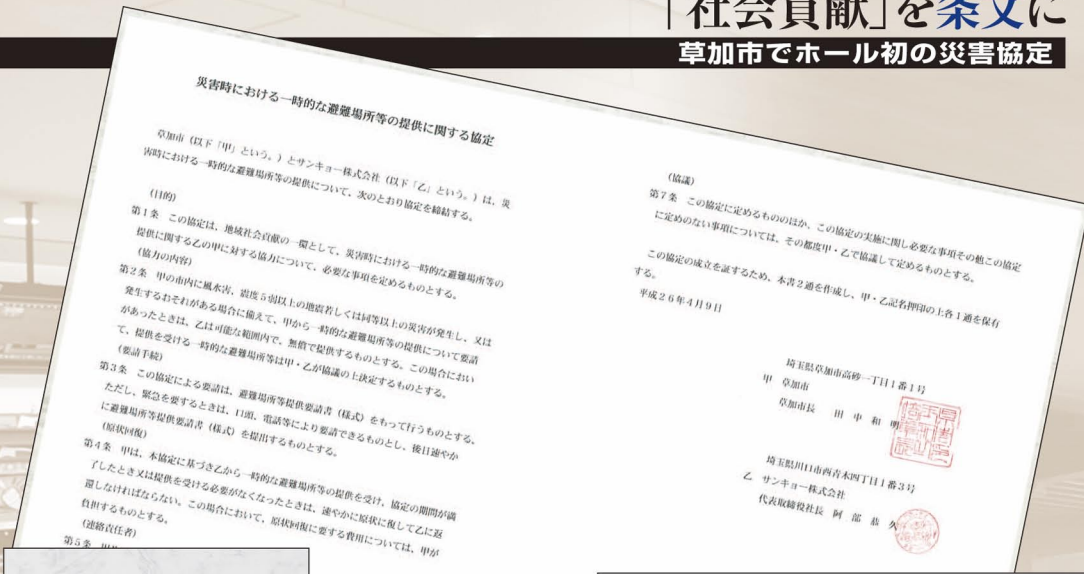 「社会貢献」を条文に
草加市でホール初の災害協定
災害時における一時的な避難場所等の提供に関する協定
草加市（以下「甲」という。）とサンキョー株式会社（以下「乙」という。）は、災
害時における一時的な避難場所等の提供について、次のとおり協定を締結する。
（目的）
第1条 この協定は、地域社会貢献の一環として、災害時における一時的な避難場所等の
提供に関する乙の甲に対する協力について、必要な事項を定めるものとする。
（協力の内容）
第2条 甲の市内に風水害、震度5弱以上の地震若しくは同等以上の災害が発生し、又は
発生するおそれがある場合に備えて、甲から一時的な避難場所等の提供について要請
があったときは、乙は可能な範囲内で、無償で提供するものとする。この場合におい
て、提供を受ける一時的な避難場所等は甲・乙が協議の上決定するものとする。
（要請手続）
第3条 この協定による要請は、避難場所等提供要請書（様式）をもって行うものとする。
ただし、緊急を要するときは、口頭、電話等により要請できるものとし、後日速やか
に避難場所等提供要請書（様式）を提出するものとする。
（原状回復）
第4条 甲は、本協定に基づき乙から一時的な避難場所等の提供を受け、協定の期間が満
了したとき又は提供を受ける必要がなくなったときは、速やかに原状に復して乙に返
還しなければならない。この場合において、原状回復に要する費用については、甲が
負担するものとする。
（連絡責任者）
第5条
（協議）
第7条 この協定に定めるもののほか、この協定の実施に関し必要な事項その他この協定
に定めのない事項については、その都度甲・乙で協議して定めるものとする。
この協定の成立を証するため、本書2通を作成し、甲・乙記名押印の上各1通を保有
する。
平成26年4月9日
埼玉県草加市高砂一丁目1番1号
甲 草加市
草加市長 田中和明
埼玉県川口市西青木四丁目1番3号
乙 サンキョー株式会社
代表取締役社長 阿部恭久